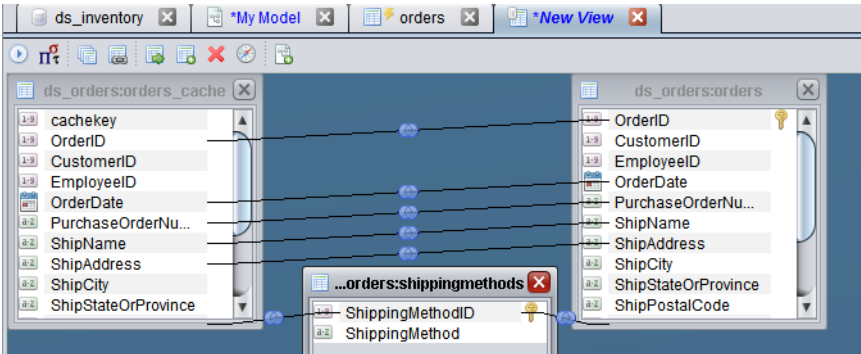 ds_inventory
*My Model
orders
*New View
ds_orders:orders_cache
cachekey
OrderID
CustomerID
EmployeeID
OrderDate
PurchaseOrderNu...
ShipName
ShipAddress
ShipCity
ShipStateOrProvince
ds_orders:orders
OrderID
CustomerID
EmployeeID
OrderDate
PurchaseOrderNu...
ShipName
ShipAddress
ShipCity
ShipStateOrProvince
ShipPostalCode
...orders:shippingmethods
ShippingMethodID
ShippingMethod